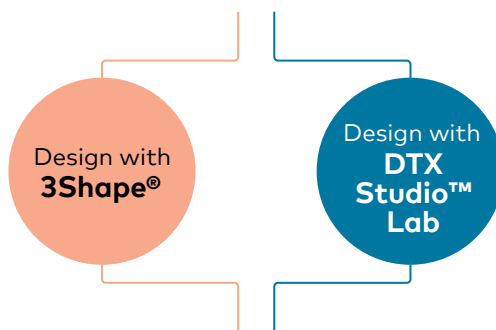 Design with
3Shape®
Design with
DTX
Studio™
Lab